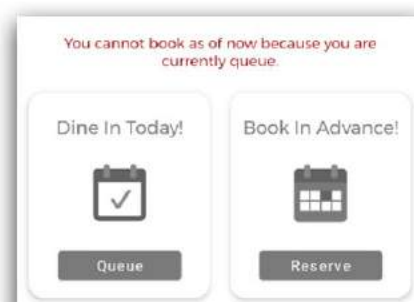 You cannot book as of now because you are
currently queue.
Dine In Today!
Book In Advance!
Queue
Reserve